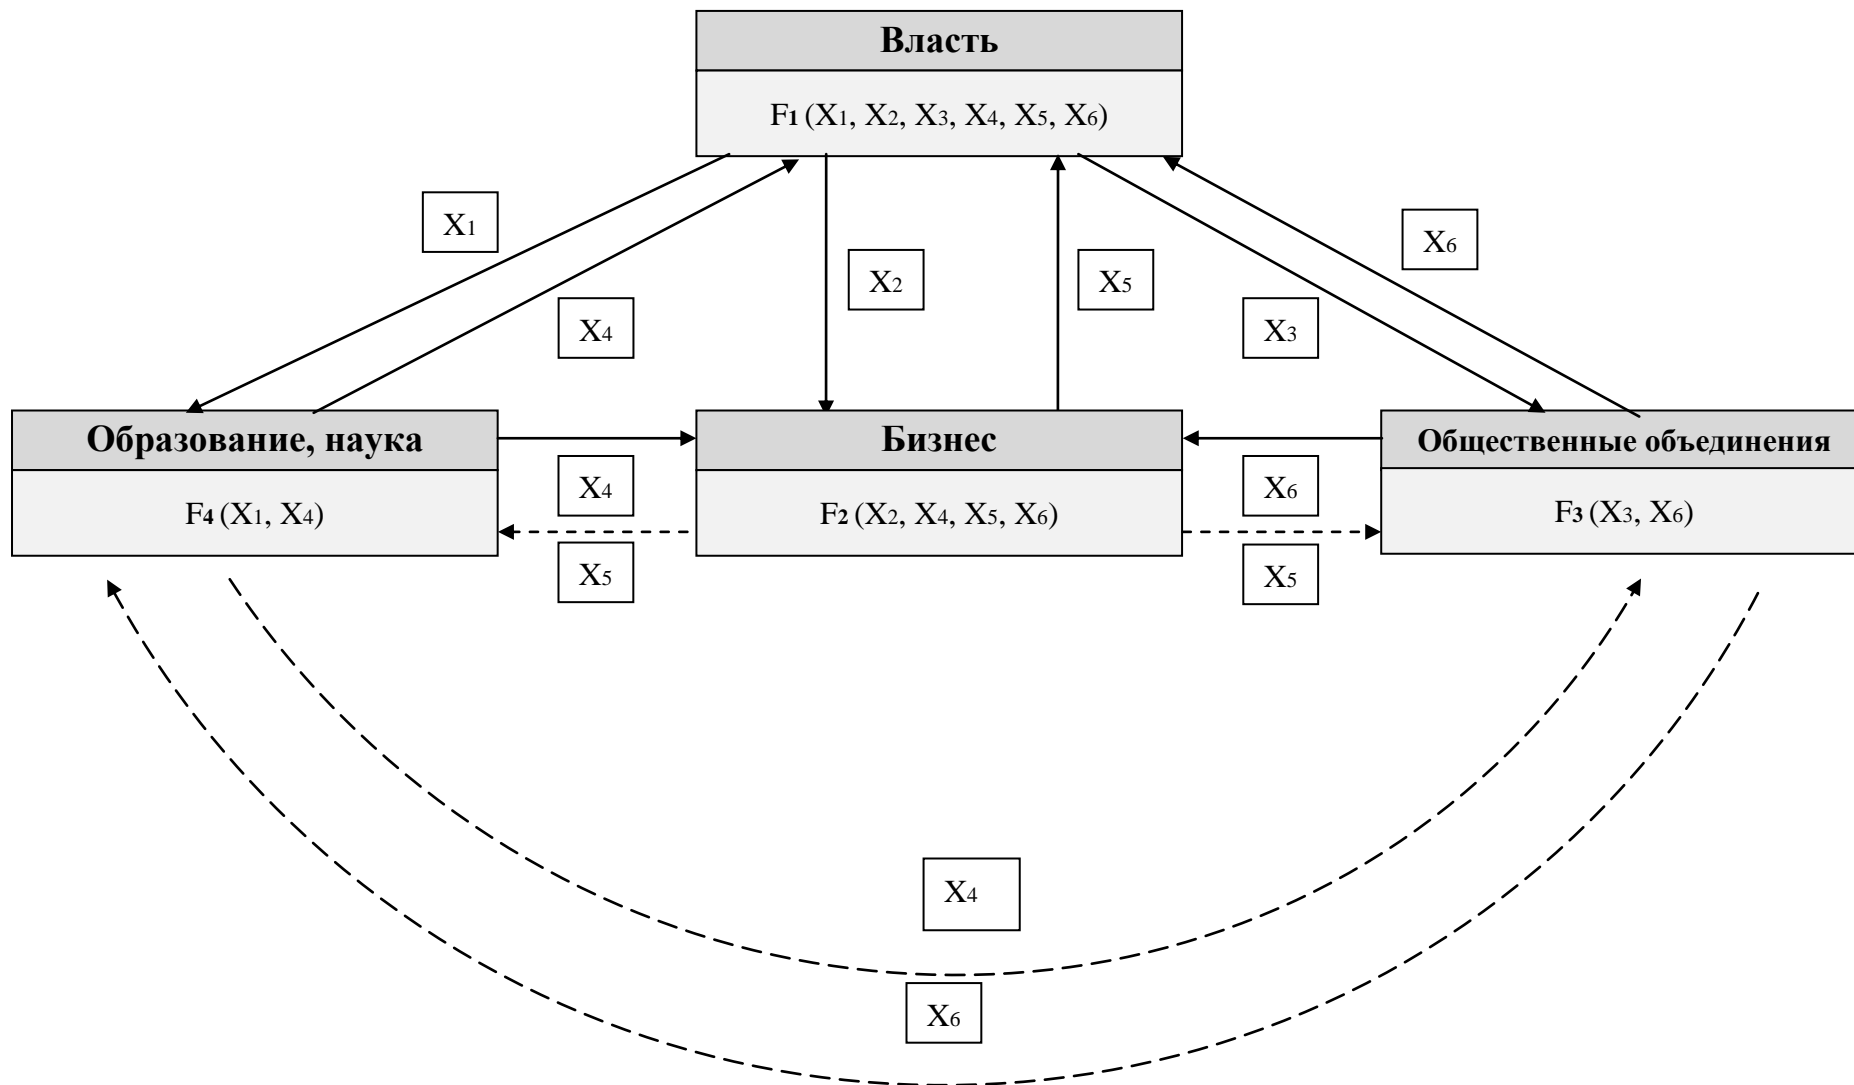 Власть
F1 (X1, X2, X3, X4, X5, X6)
X1
X6
X2
X5
X4
X3
Образование, наука
Бизнес
Общественные объединения
F4 (X1, X4)
X4
F2 (X2, X4, X5, X6)
X6
F3 (X3, X6)
X5
X5
X4
X6